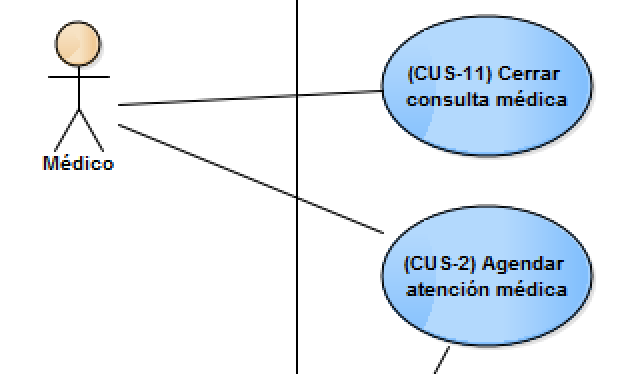 (CUS-11) Cerrar
consulta médica
Médico
(CUS-2) Agendar
atención médica